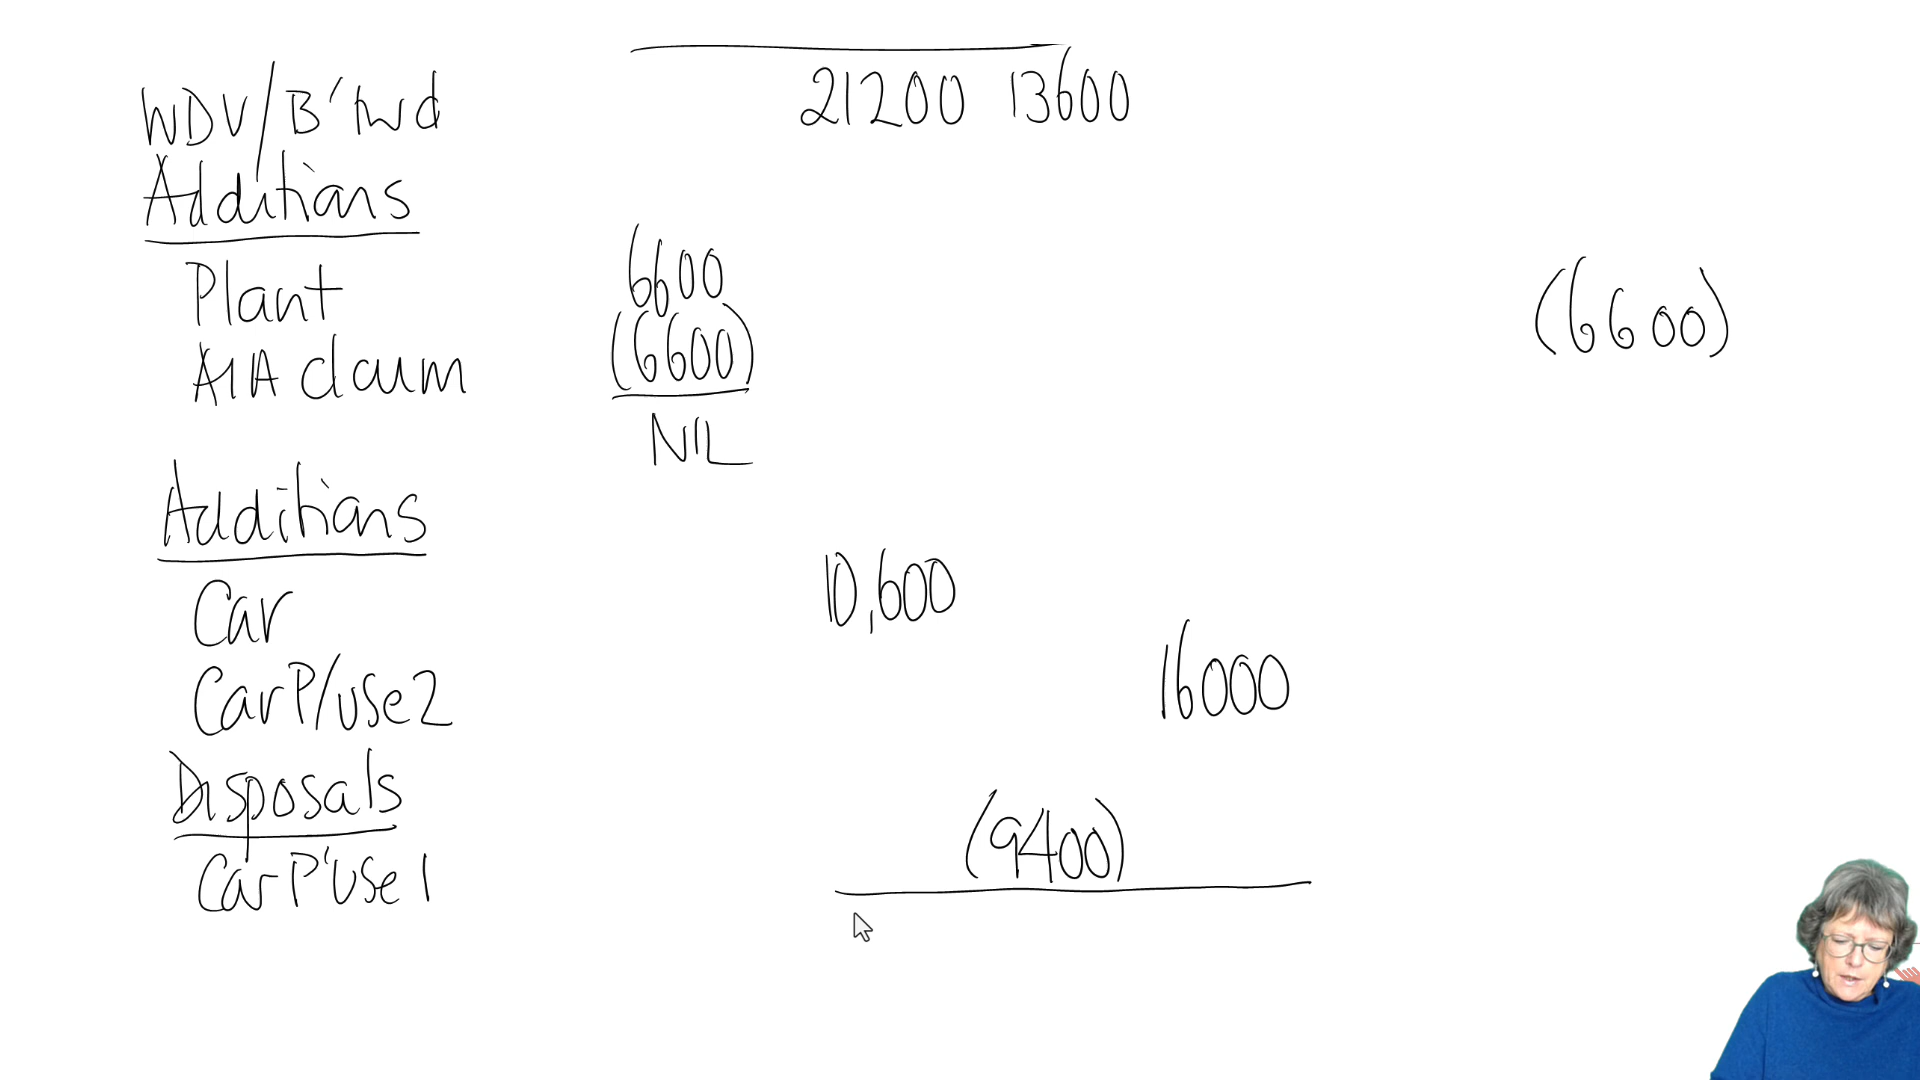 WDV/B'fwd 21200 13600
Additions
Plant 6600
(6600)
AIA claim (6600)
NIL
Additions
Car 10,600
Car P/use 2 16000
Disposals
(9400)
Car P'use 1